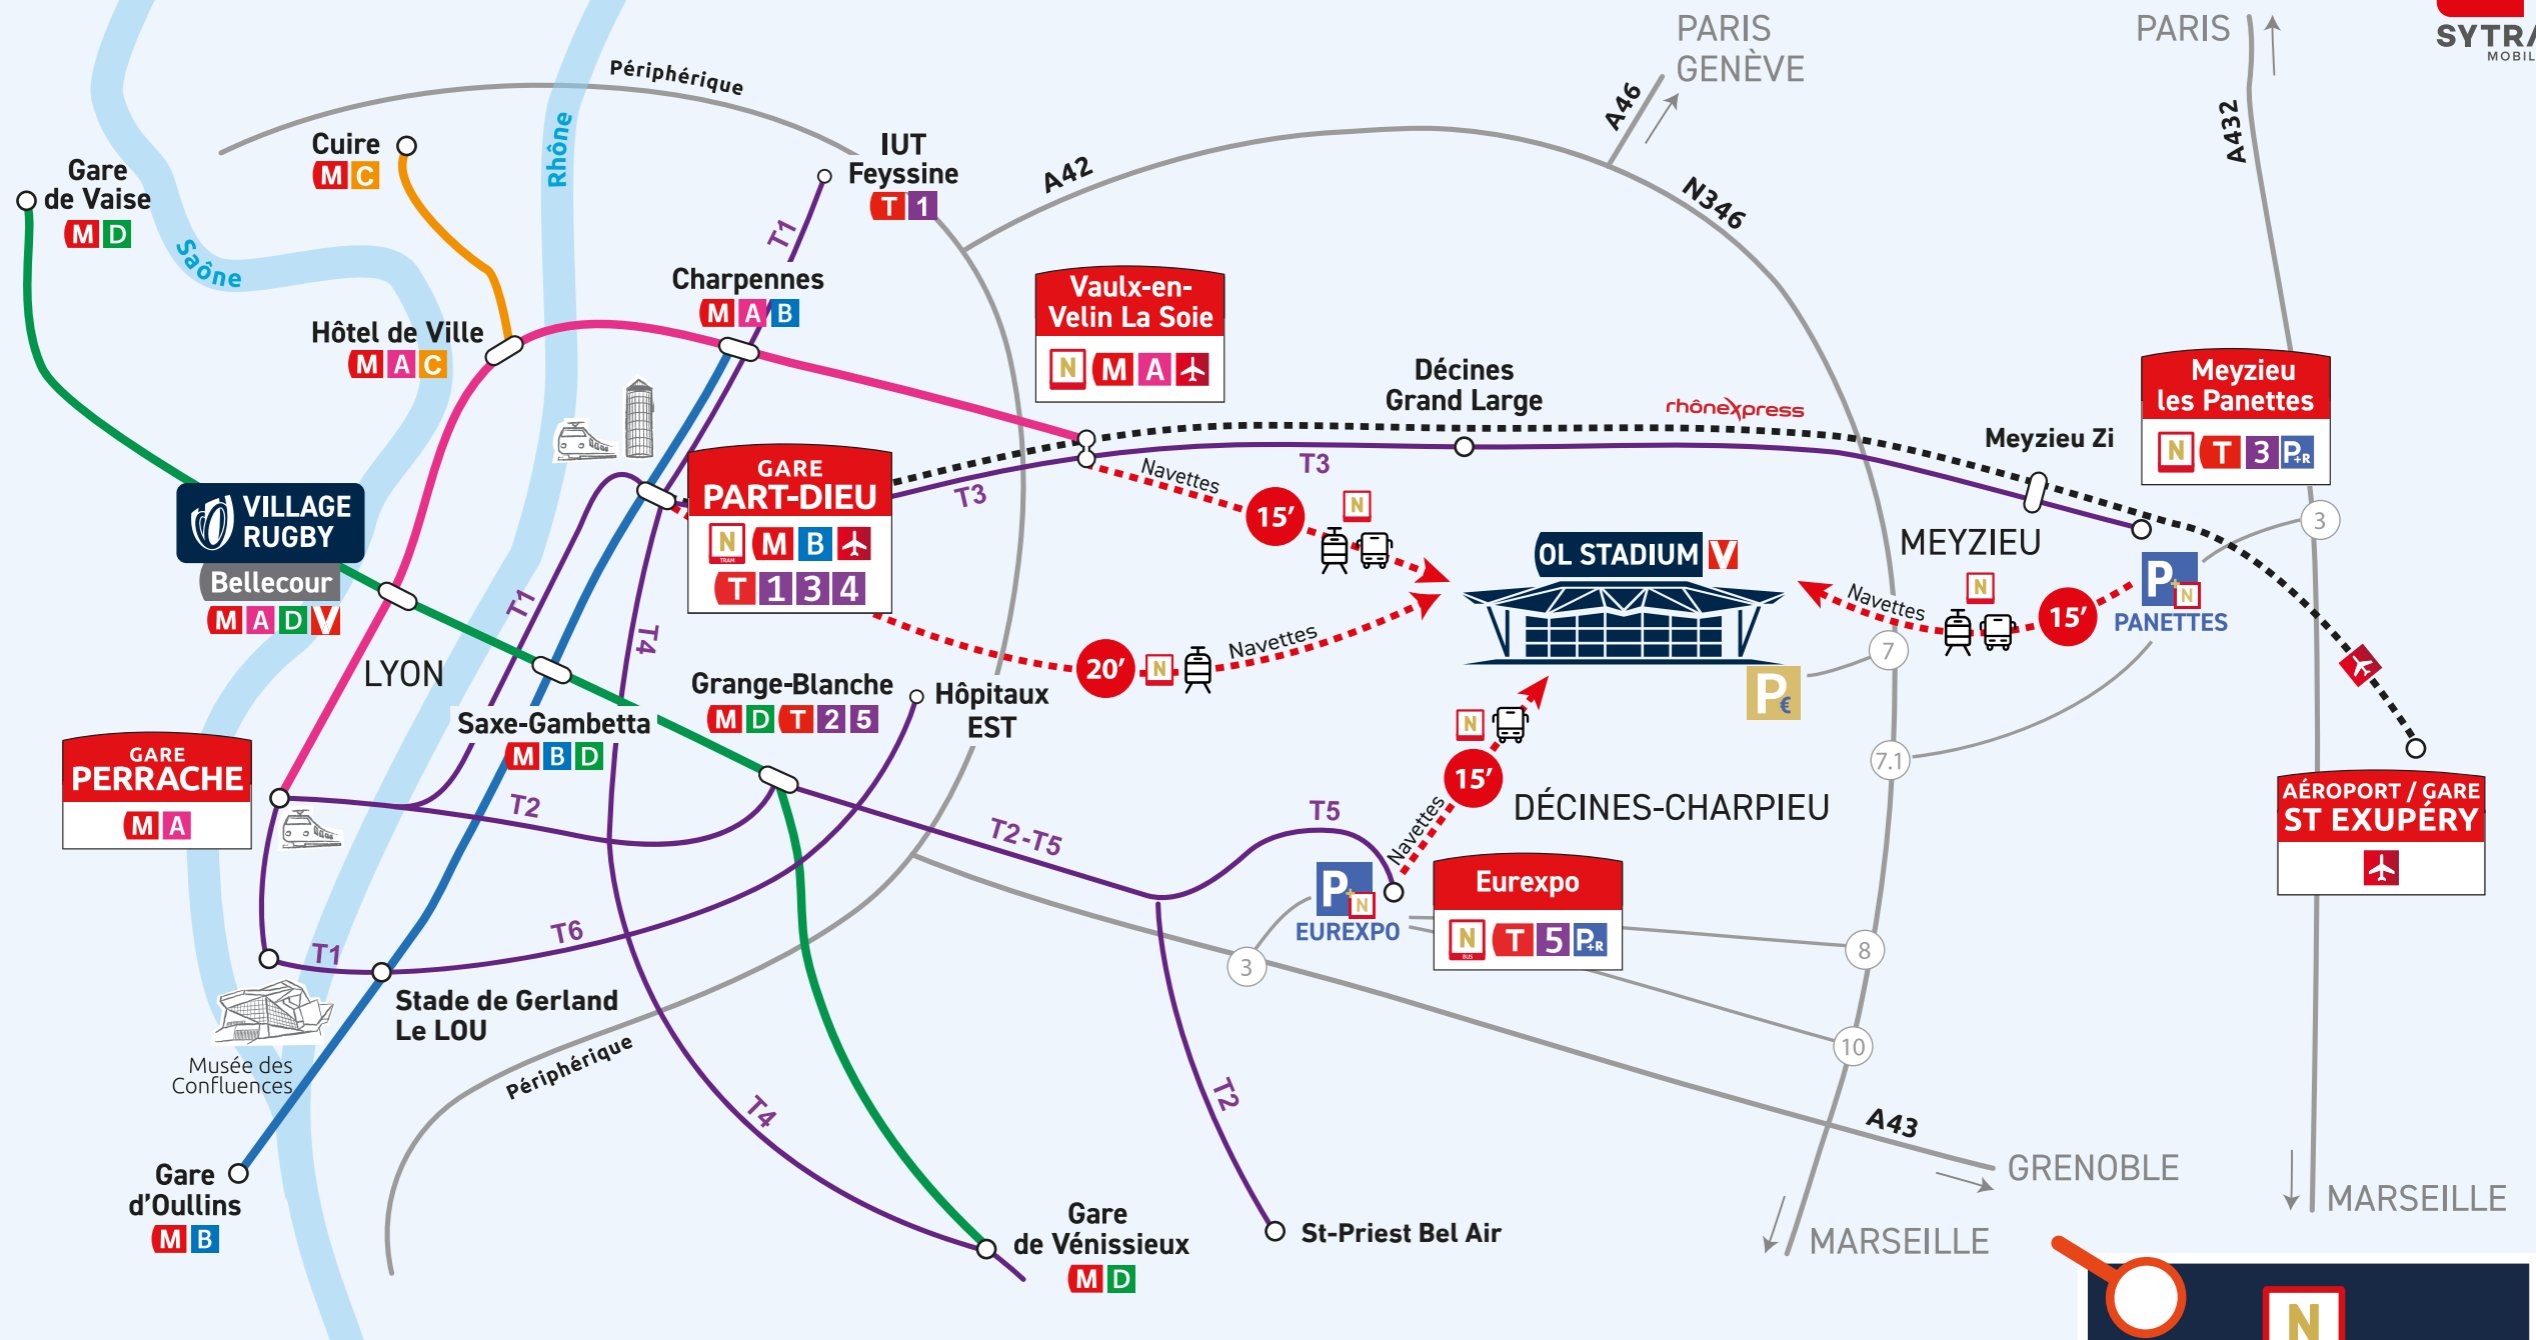 PARIS
GENÈVE
PARIS
MOBIL
Périphérique
A46
A432
Rhône
Cuire
M C
IUT
Feyssine
T 1
A42
N346
Gare
de Vaise
M D
T1
Saône
Charpennes
M A B
Vaulx-en-
Velin La Soie
N M A
Hôtel de Ville
M A C
Décines
Grand Large
rhônexpress
Meyzieu
les Panettes
N T 3 P+R
Meyzieu Zi
GARE
PART-DIEU
N M B
TRAM
T 1 3 4
T3
T3
Navettes
15’
N
3
VILLAGE
RUGBY
Bellecour
M A D V
OL STADIUM V
MEYZIEU
N
Navettes
15’
P+N
PANETTES
T1
T4
LYON
20’
N
Navettes
7
P€
Saxe-Gambetta
M B D
Grange-Blanche
M D T 2 5
Hôpitaux
EST
N
15’
Navettes
7.1
GARE
PERRACHE
M A
T2
T2-T5
T5
DÉCINES-CHARPIEU
AÉROPORT / GARE
ST EXUPÉRY
P+N
EUREXPO
Eurexpo
N T 5 P+R
BUS
3
8
10
T1
T6
Stade de Gerland
Le LOU
Musée des
Confluences
Périphérique
T4
T2
A43
GRENOBLE
Gare
d’Oullins
M B
Gare
de Vénissieux
M D
St-Priest Bel Air
MARSEILLE
MARSEILLE
N